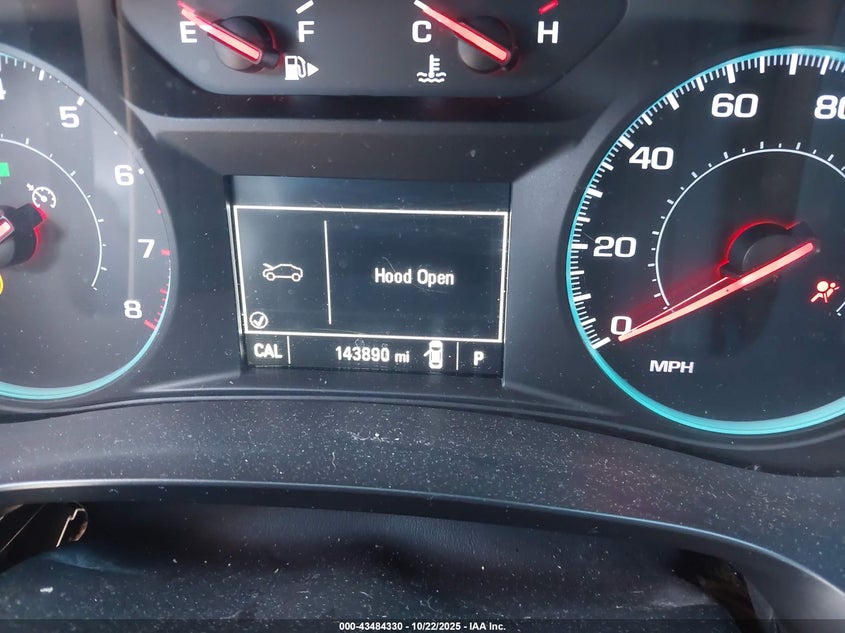 E F C H
4 5 6 7 8
0 20 40 60 80
MPH
Hood Open
CAL 143890 mi P
000-43484330 - 10/22/2025 - IAA Inc.